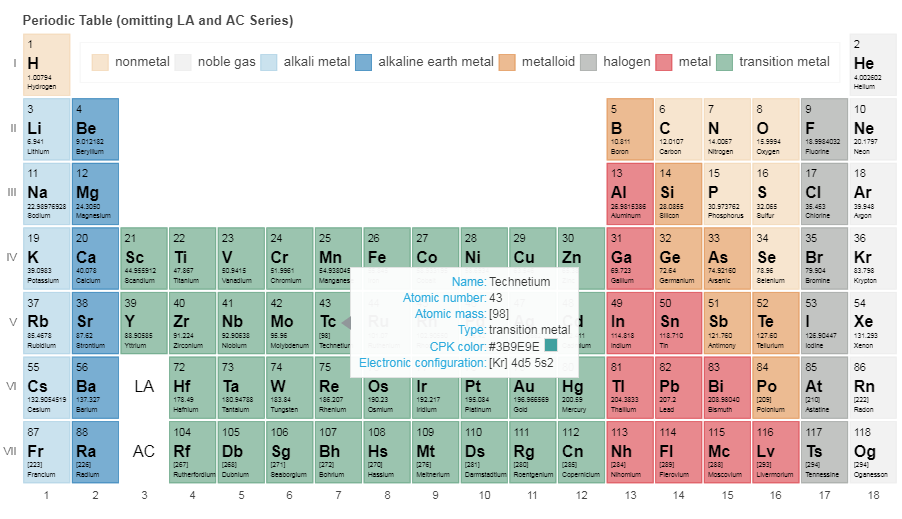 Periodic Table (omitting LA and AC Series)
nonmetal noble gas alkali metal alkaline earth metal metalloid halogen metal transition metal
1 2
I H He
1.00794 4.002602
Hydrogen Helium
3 4 5 6 7 8 9 10
II Li Be B C N O F Ne
6.941 9.012182 10.811 12.0107 14.0067 15.9994 18.9984032 20.1797
Lithium Beryllium Boron Carbon Nitrogen Oxygen Fluorine Neon
11 12 13 14 15 16 17 18
III Na Mg Al Si P S Cl Ar
22.98976928 24.3050 26.9815386 28.0855 30.973762 32.065 35.453 39.948
Sodium Magnesium Aluminum Silicon Phosphorus Sulfur Chlorine Argon
19 20 21 22 23 24 25 26 27 28 29 30 31 32 33 34 35 36
IV K Ca Sc Ti V Cr Mn Fe Co Ni Cu Zn Ga Ge As Se Br Kr
39.0983 40.078 44.955912 47.867 50.9415 51.9961 54.938045 69.723 72.64 74.92160 78.96 79.904 83.798
Potassium Calcium Scandium Titanium Vanadium Chromium Gallium Germanium Arsenic Selenium Bromine Krypton
Name: Technetium
Atomic number: 43
Atomic mass: [98]
Type: transition metal
CPK color: #3B9E9E
Electronic configuration: [Kr] 4d5 5s2
37 38 39 40 41 42 43 49 50 51 52 53 54
V Rb Sr Y Zr Nb Mo Tc In Sn Sb Te I Xe
85.4678 87.62 88.90585 91.224 92.90638 95.96 [98] 114.818 118.710 121.760 127.60 126.90447 131.293
Rubidium Strontium Yttrium Zirconium Niobium Molybdenum Indium Tin Antimony Tellurium Iodine Xenon
55 56 72 73 74 75 81 82 83 84 85 86
VI Cs Ba LA Hf Ta W Re Os Ir Pt Au Hg Tl Pb Bi Po At Rn
132.9054519 137.327 178.49 180.94788 183.84 186.207 190.23 192.217 195.084 196.966569 200.59 204.3833 207.2 208.98040 [209] [210] [222]
Cesium Barium Hafnium Tantalum Tungsten Rhenium Osmium Iridium Platinum Gold Mercury Thallium Lead Bismuth Polonium Astatine Radon
87 88 104 105 106 107 108 109 110 111 112 113 114 115 116 117 118
VII Fr Ra AC Rf Db Sg Bh Hs Mt Ds Rg Cn Nh Fl Mc Lv Ts Og
[223] [226] [267] [268] [271] [272] [270] [276] [281] [280] [285] [284] [289] [288] [293] [294] [294]
Francium Radium Rutherfordium Dubnium Seaborgium Bohrium Hassium Meitnerium Darmstadtium Roentgenium Copernicium Nihomium Flerovium Moscovium Livermorium Tennessine Oganesson
1 2 3 4 5 6 7 8 9 10 11 12 13 14 15 16 17 18